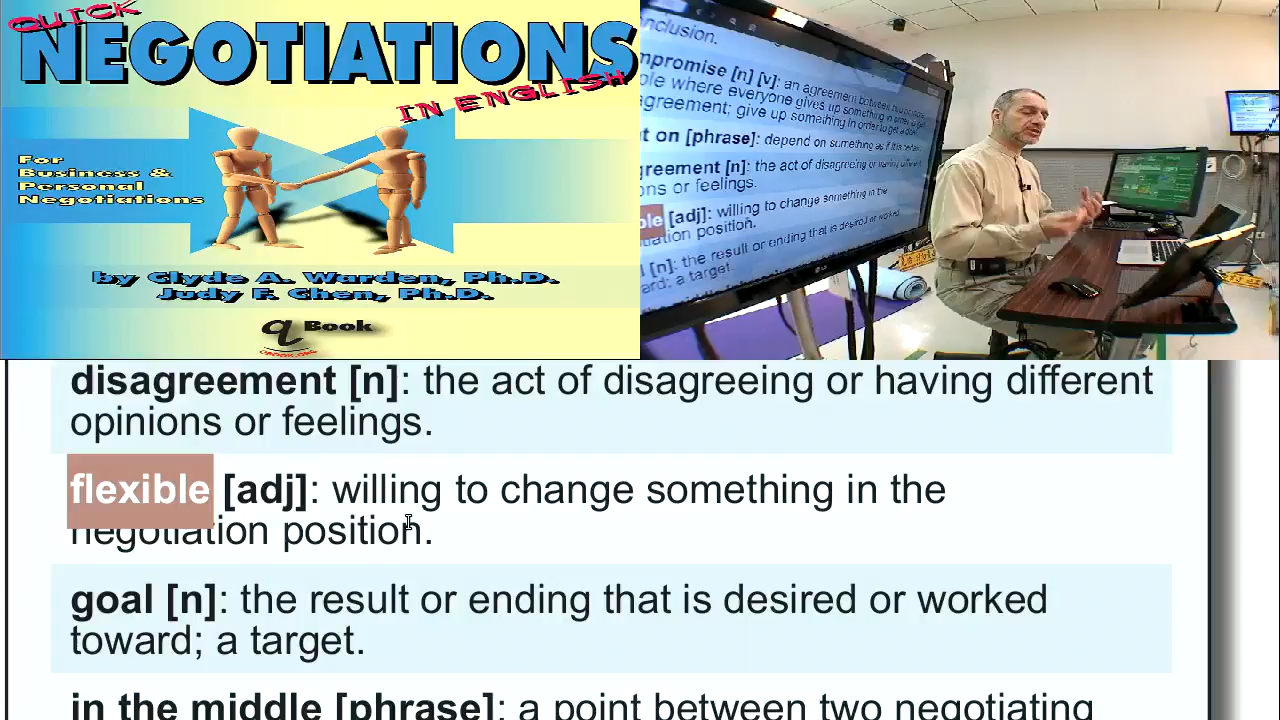 QUICK
NEGOTIATIONS
IN ENGLISH
For
Business &
Personal
Negotiations
by Clyde A. Warden, Ph.D.
Judy F. Chen, Ph.D.
q Book
nclusion.
mpromise [n] [v]: an agreement between two or more
ple where everyone gives up something in order
agreement; give up something in order to get a deal.
t on [phrase]: depend on something as if it is certain.
greement [n]: the act of disagreeing or having different
ons or feelings.
ble [adj]: willing to change something in the
tiation position.
l [n]: the result or ending that is desired or worked
ard; a target.
LG
disagreement [n]: the act of disagreeing or having different
opinions or feelings.
flexible [adj]: willing to change something in the
negotiation position.
goal [n]: the result or ending that is desired or worked
toward; a target.
in the middle [phrase]: a point between two negotiating